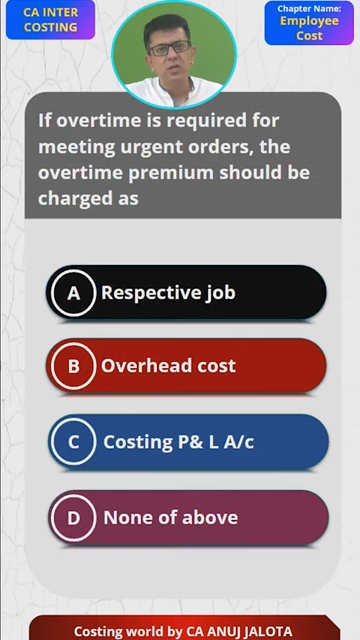 CA INTER
COSTING
Chapter Name:
Employee
Cost
If overtime is required for
meeting urgent orders, the
overtime premium should be
charged as
A Respective job
B Overhead cost
C Costing P& L A/c
D None of above
Costing world by CA ANUJ JALOTA